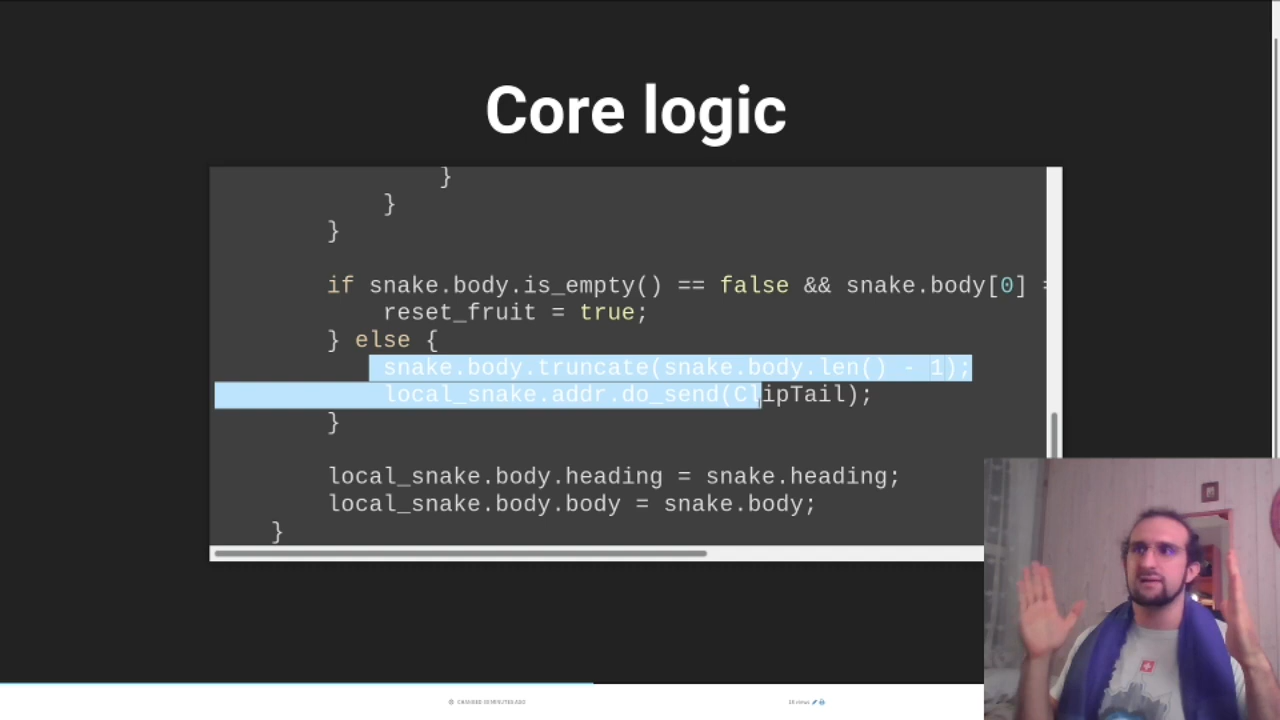 Core logic
}
}
}
if snake.body.is_empty() == false && snake.body[0] =
reset_fruit = true;
} else {
snake.body.truncate(snake.body.len() - 1);
local_snake.addr.do_send(ClipTail);
}
local_snake.body.heading = snake.heading;
local_snake.body.body = snake.body;
}